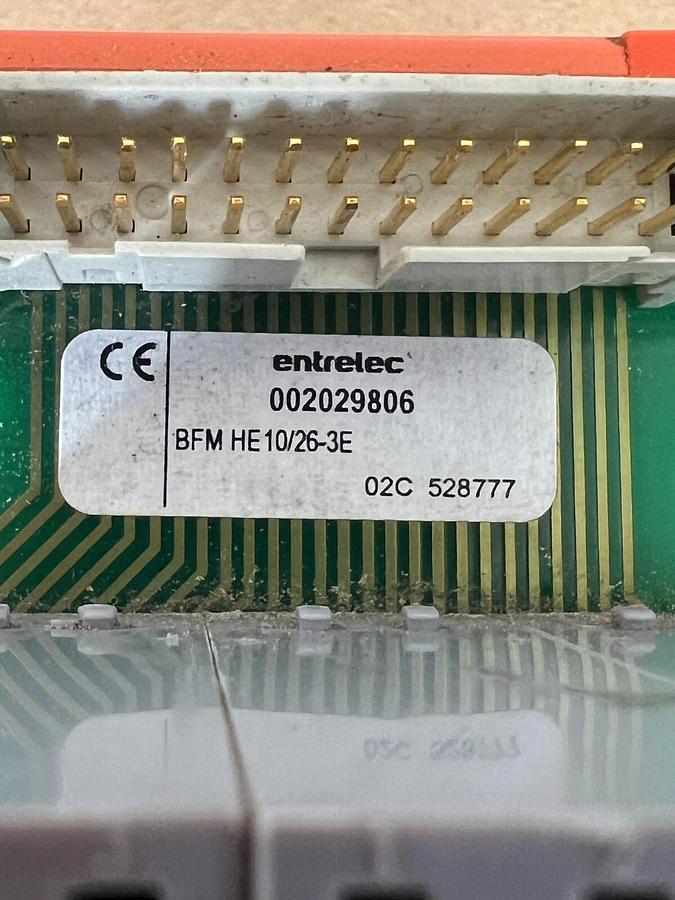 CE
entrelec
002029806
BFM HE10/26-3E
02C 528777